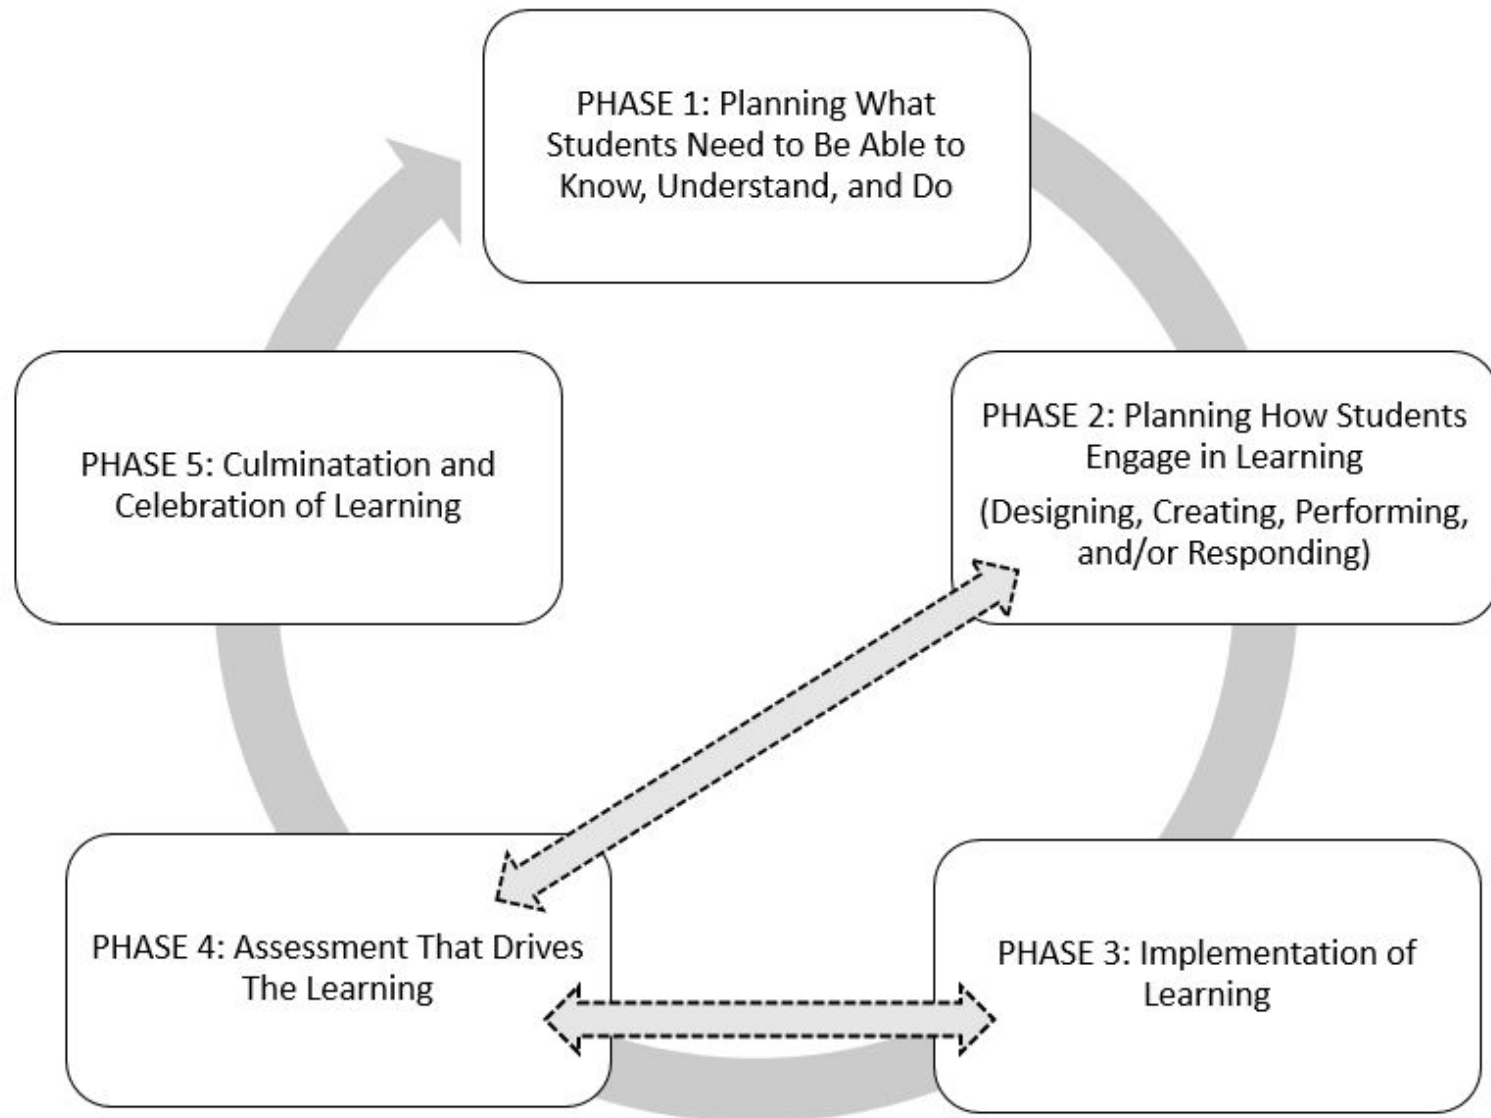 PHASE 1: Planning What
Students Need to Be Able to
Know, Understand, and Do
PHASE 2: Planning How Students
Engage in Learning
(Designing, Creating, Performing,
and/or Responding)
PHASE 3: Implementation of
Learning
PHASE 4: Assessment That Drives
The Learning
PHASE 5: Culminatation and
Celebration of Learning